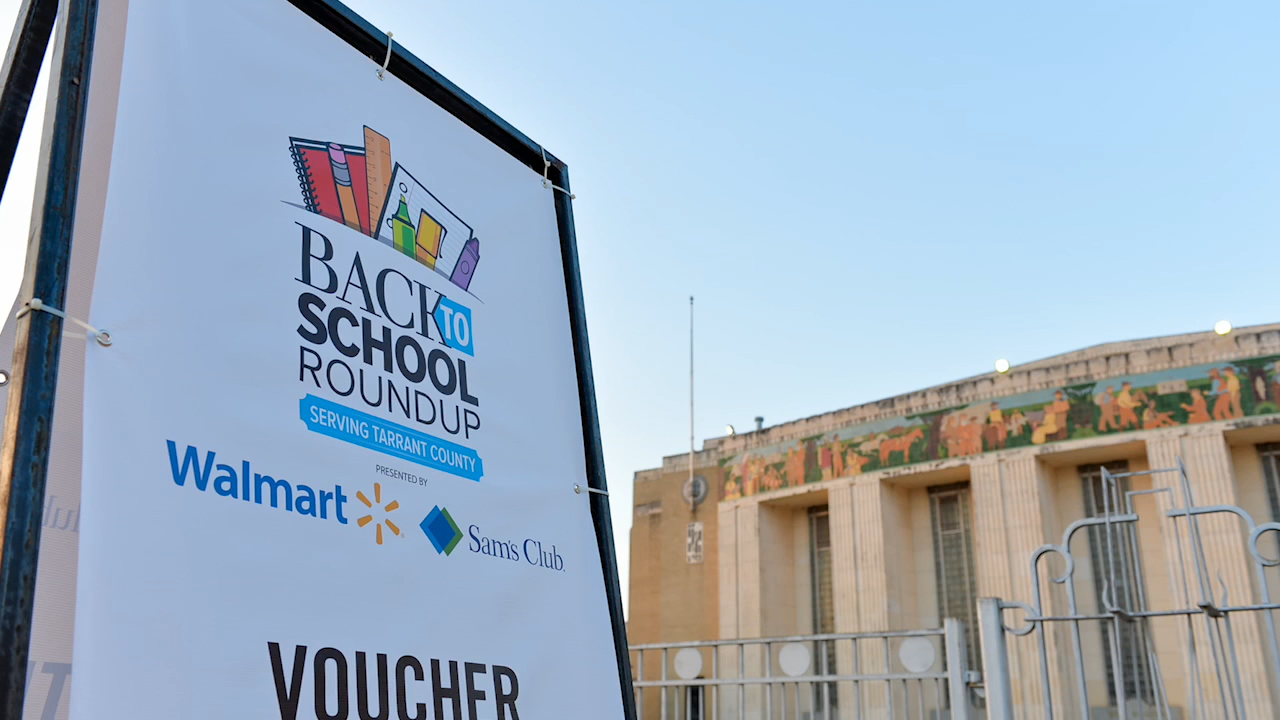 BACK TO
SCHOOL
ROUNDUP
SERVING TARRANT COUNTY
PRESENTED BY
Walmart Sam's Club
VOUCHER